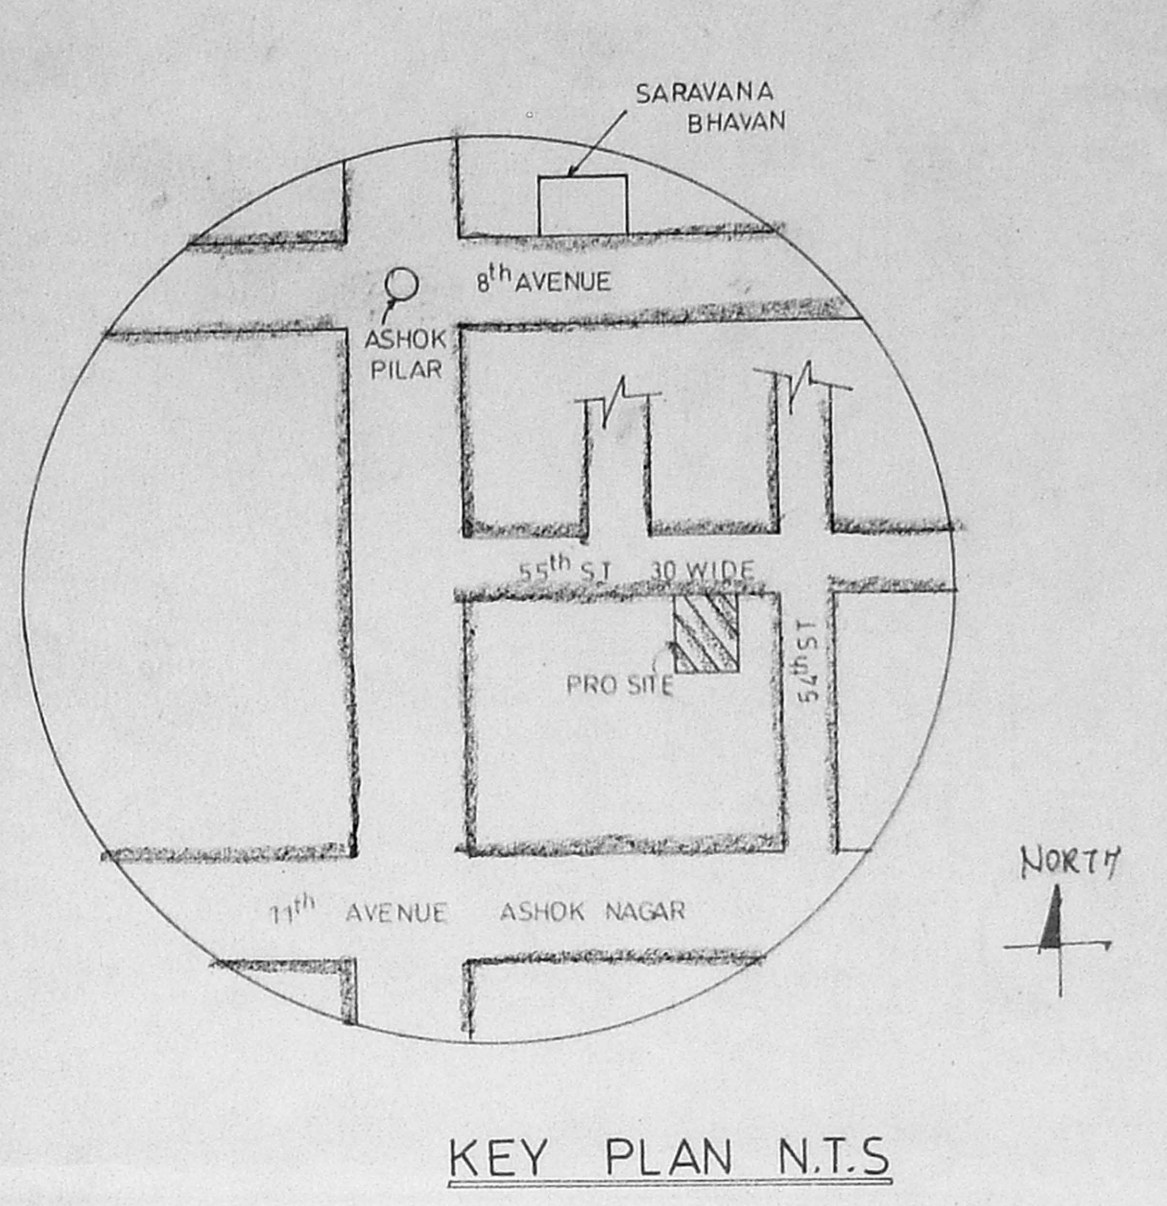 SARAVANA
BHAVAN
8th AVENUE
ASHOK
PILAR
55th ST 30 WIDE
54th ST
PRO SITE
NORTH
11th AVENUE ASHOK NAGAR
KEY PLAN N.T.S